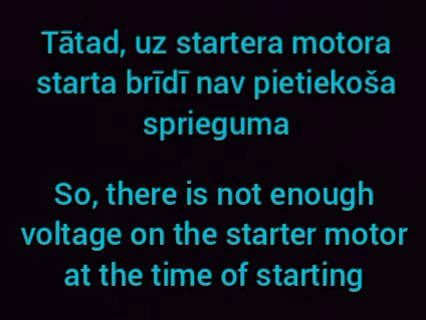 Tātad, uz startera motora
starta brīdī nav pietiekoša
sprieguma
So, there is not enough
voltage on the starter motor
at the time of starting